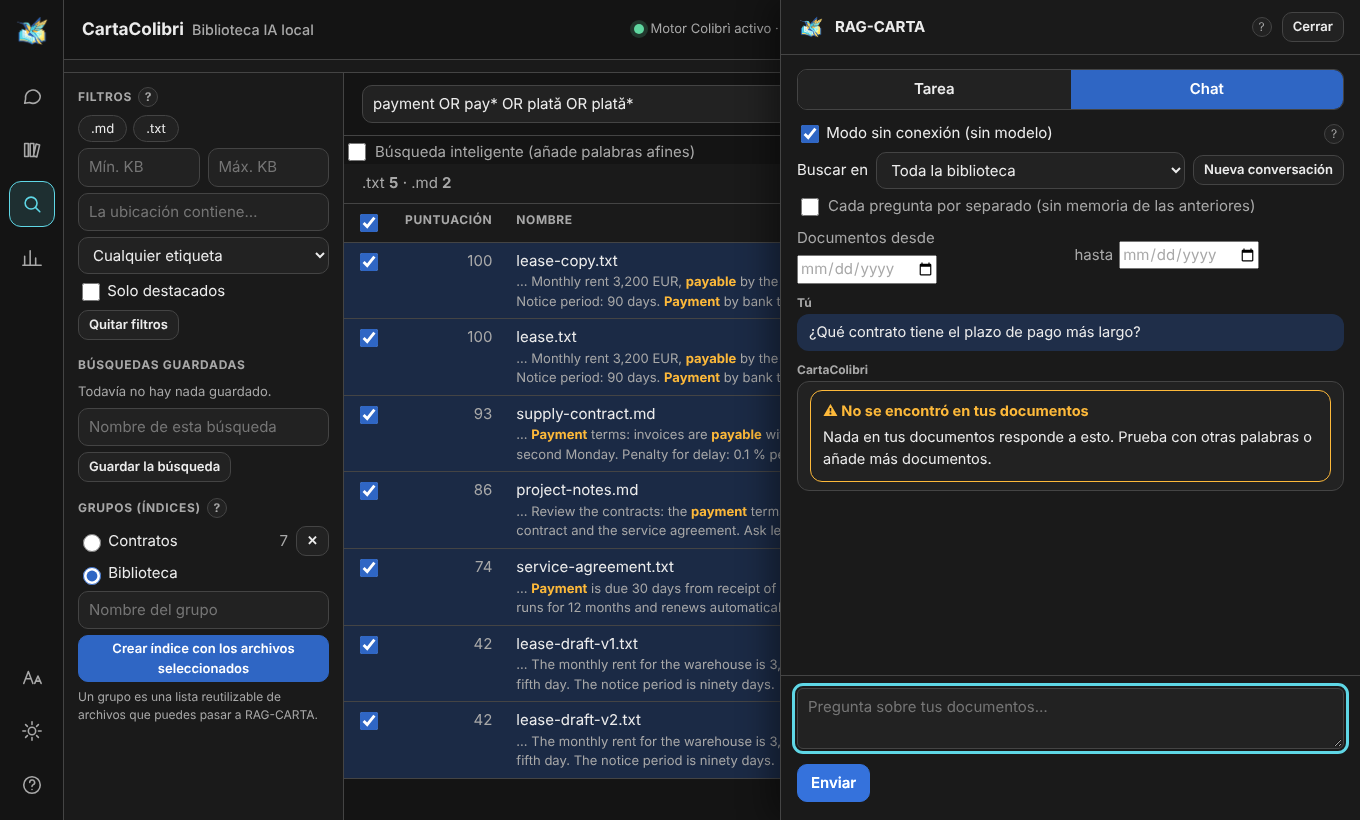 CartaColibri Biblioteca IA local
Motor Colibrì activo ·
FILTROS ?
.md .txt
Mín. KB Máx. KB
La ubicación contiene...
Cualquier etiqueta
Solo destacados
Quitar filtros
BÚSQUEDAS GUARDADAS
Todavía no hay nada guardado.
Nombre de esta búsqueda
Guardar la búsqueda
GRUPOS (ÍNDICES) ?
Contratos 7 ×
Biblioteca
Nombre del grupo
Crear índice con los archivos
seleccionados
Un grupo es una lista reutilizable de
archivos que puedes pasar a RAG-CARTA.
AA
payment OR pay* OR plată OR plată*
Búsqueda inteligente (añade palabras afines)
.txt 5 · .md 2
PUNTUACIÓN NOMBRE
100 lease-copy.txt
... Monthly rent 3,200 EUR, payable by the
Notice period: 90 days. Payment by bank t
100 lease.txt
... Monthly rent 3,200 EUR, payable by the
Notice period: 90 days. Payment by bank t
93 supply-contract.md
... Payment terms: invoices are payable wi
second Monday. Penalty for delay: 0.1 % pe
86 project-notes.md
... Review the contracts: the payment term
contract and the service agreement. Ask le
74 service-agreement.txt
... Payment is due 30 days from receipt of
runs for 12 months and renews automatical
42 lease-draft-v1.txt
... The monthly rent for the warehouse is 3,
fifth day. The notice period is ninety days.
42 lease-draft-v2.txt
... The monthly rent for the warehouse is 3,
fifth day. The notice period is ninety days.
RAG-CARTA ? Cerrar
Tarea Chat
Modo sin conexión (sin modelo) ?
Buscar en Toda la biblioteca Nueva conversación
Cada pregunta por separado (sin memoria de las anteriores)
Documentos desde
mm/dd/yyyy hasta mm/dd/yyyy
Tú
¿Qué contrato tiene el plazo de pago más largo?
CartaColibri
⚠ No se encontró en tus documentos
Nada en tus documentos responde a esto. Prueba con otras palabras o
añade más documentos.
Pregunta sobre tus documentos...
Enviar